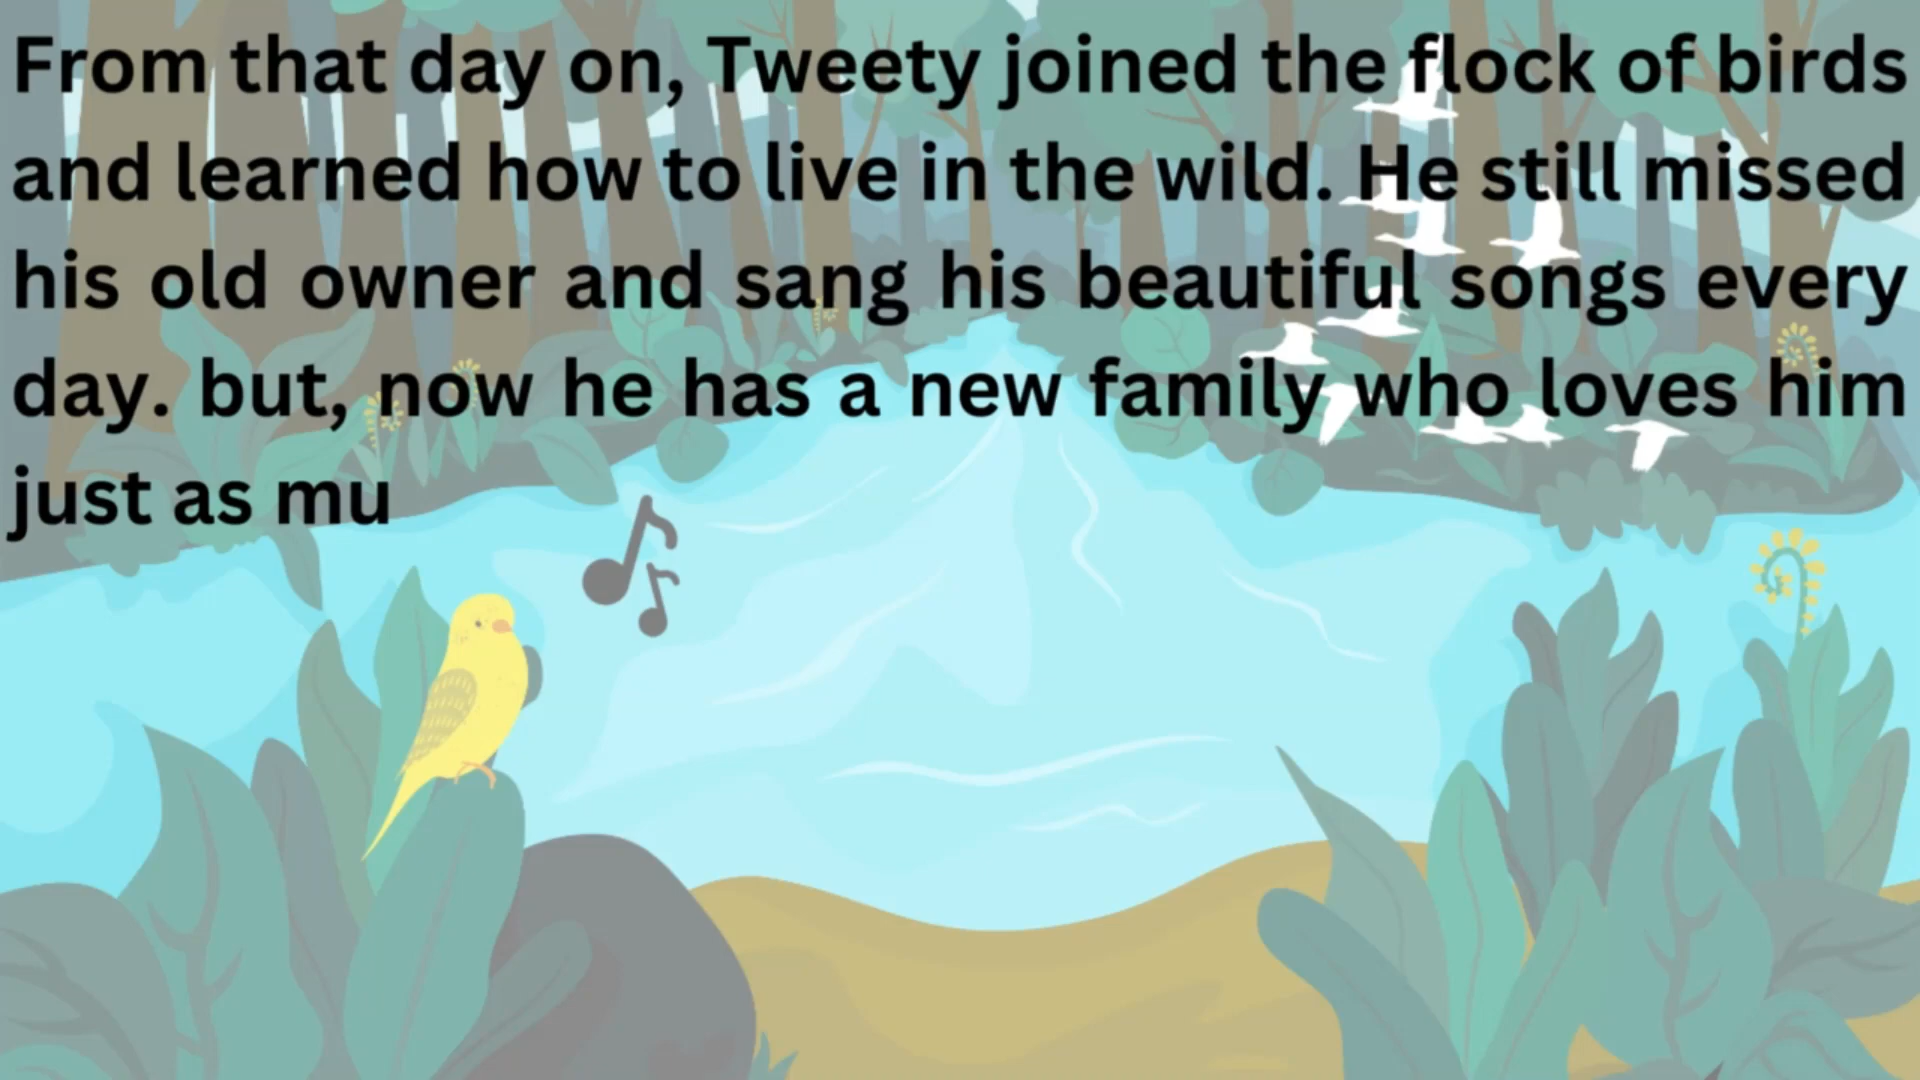 From that day on, Tweety joined the flock of birds
and learned how to live in the wild. He still missed
his old owner and sang his beautiful songs every
day. but, now he has a new family who loves him
just as mu